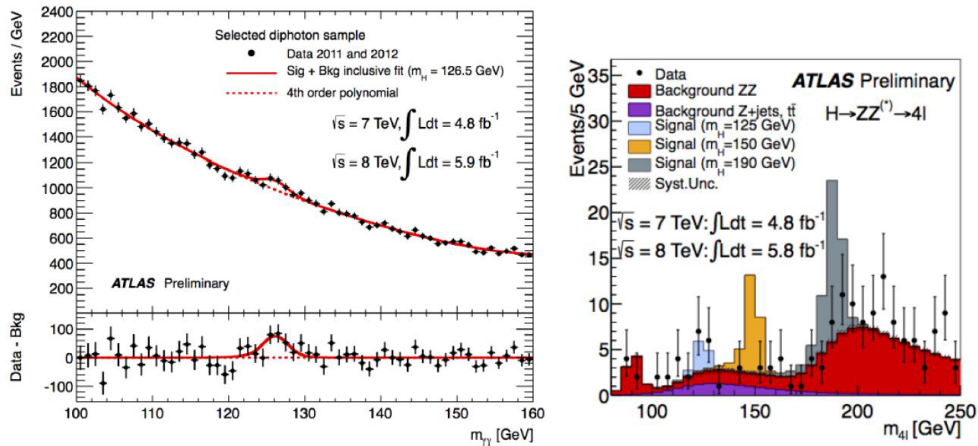 Selected diphoton sample
Data 2011 and 2012
Sig + Bkg inclusive fit (m_H = 126.5 GeV)
4th order polynomial
√s = 7 TeV, ∫ Ldt = 4.8 fb⁻¹
√s = 8 TeV, ∫ Ldt = 5.9 fb⁻¹
ATLAS Preliminary
Events / GeV
2400
2200
2000
1800
1600
1400
1200
1000
800
600
400
200
0
Data - Bkg
100
0
-100
100 110 120 130 140 150 160
m_γγ [GeV]
Events/5 GeV
35
30
25
20
15
10
5
0
Data
Background ZZ
Background Z+jets, tt̄
Signal (m_H=125 GeV)
Signal (m_H=150 GeV)
Signal (m_H=190 GeV)
Syst.Unc.
ATLAS Preliminary
H→ZZ⁽*⁾→4l
√s = 7 TeV: ∫Ldt = 4.8 fb⁻¹
√s = 8 TeV: ∫Ldt = 5.8 fb⁻¹
100 150 200 250
m_4l [GeV]